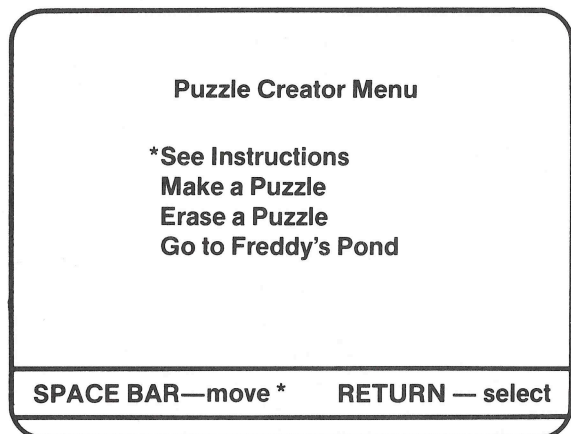 Puzzle Creator Menu
*See Instructions
Make a Puzzle
Erase a Puzzle
Go to Freddy's Pond
SPACE BAR—move * RETURN — select